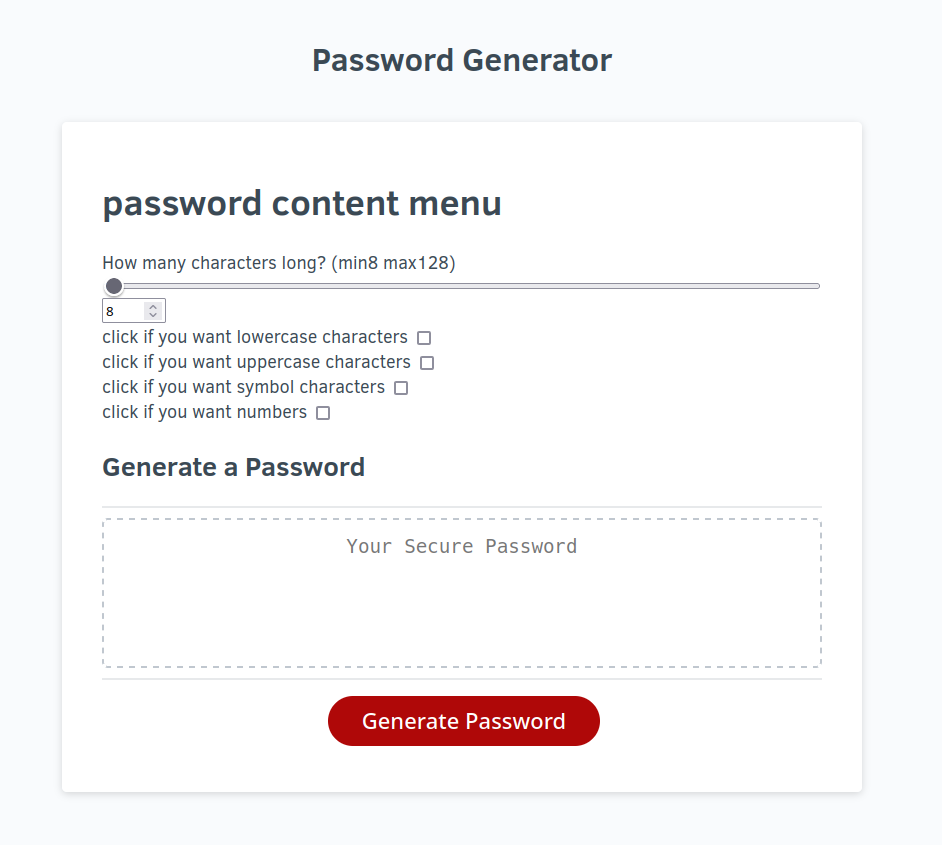 Password Generator
password content menu
How many characters long? (min8 max128)
8
click if you want lowercase characters
click if you want uppercase characters
click if you want symbol characters
click if you want numbers
Generate a Password
Your Secure Password
Generate Password